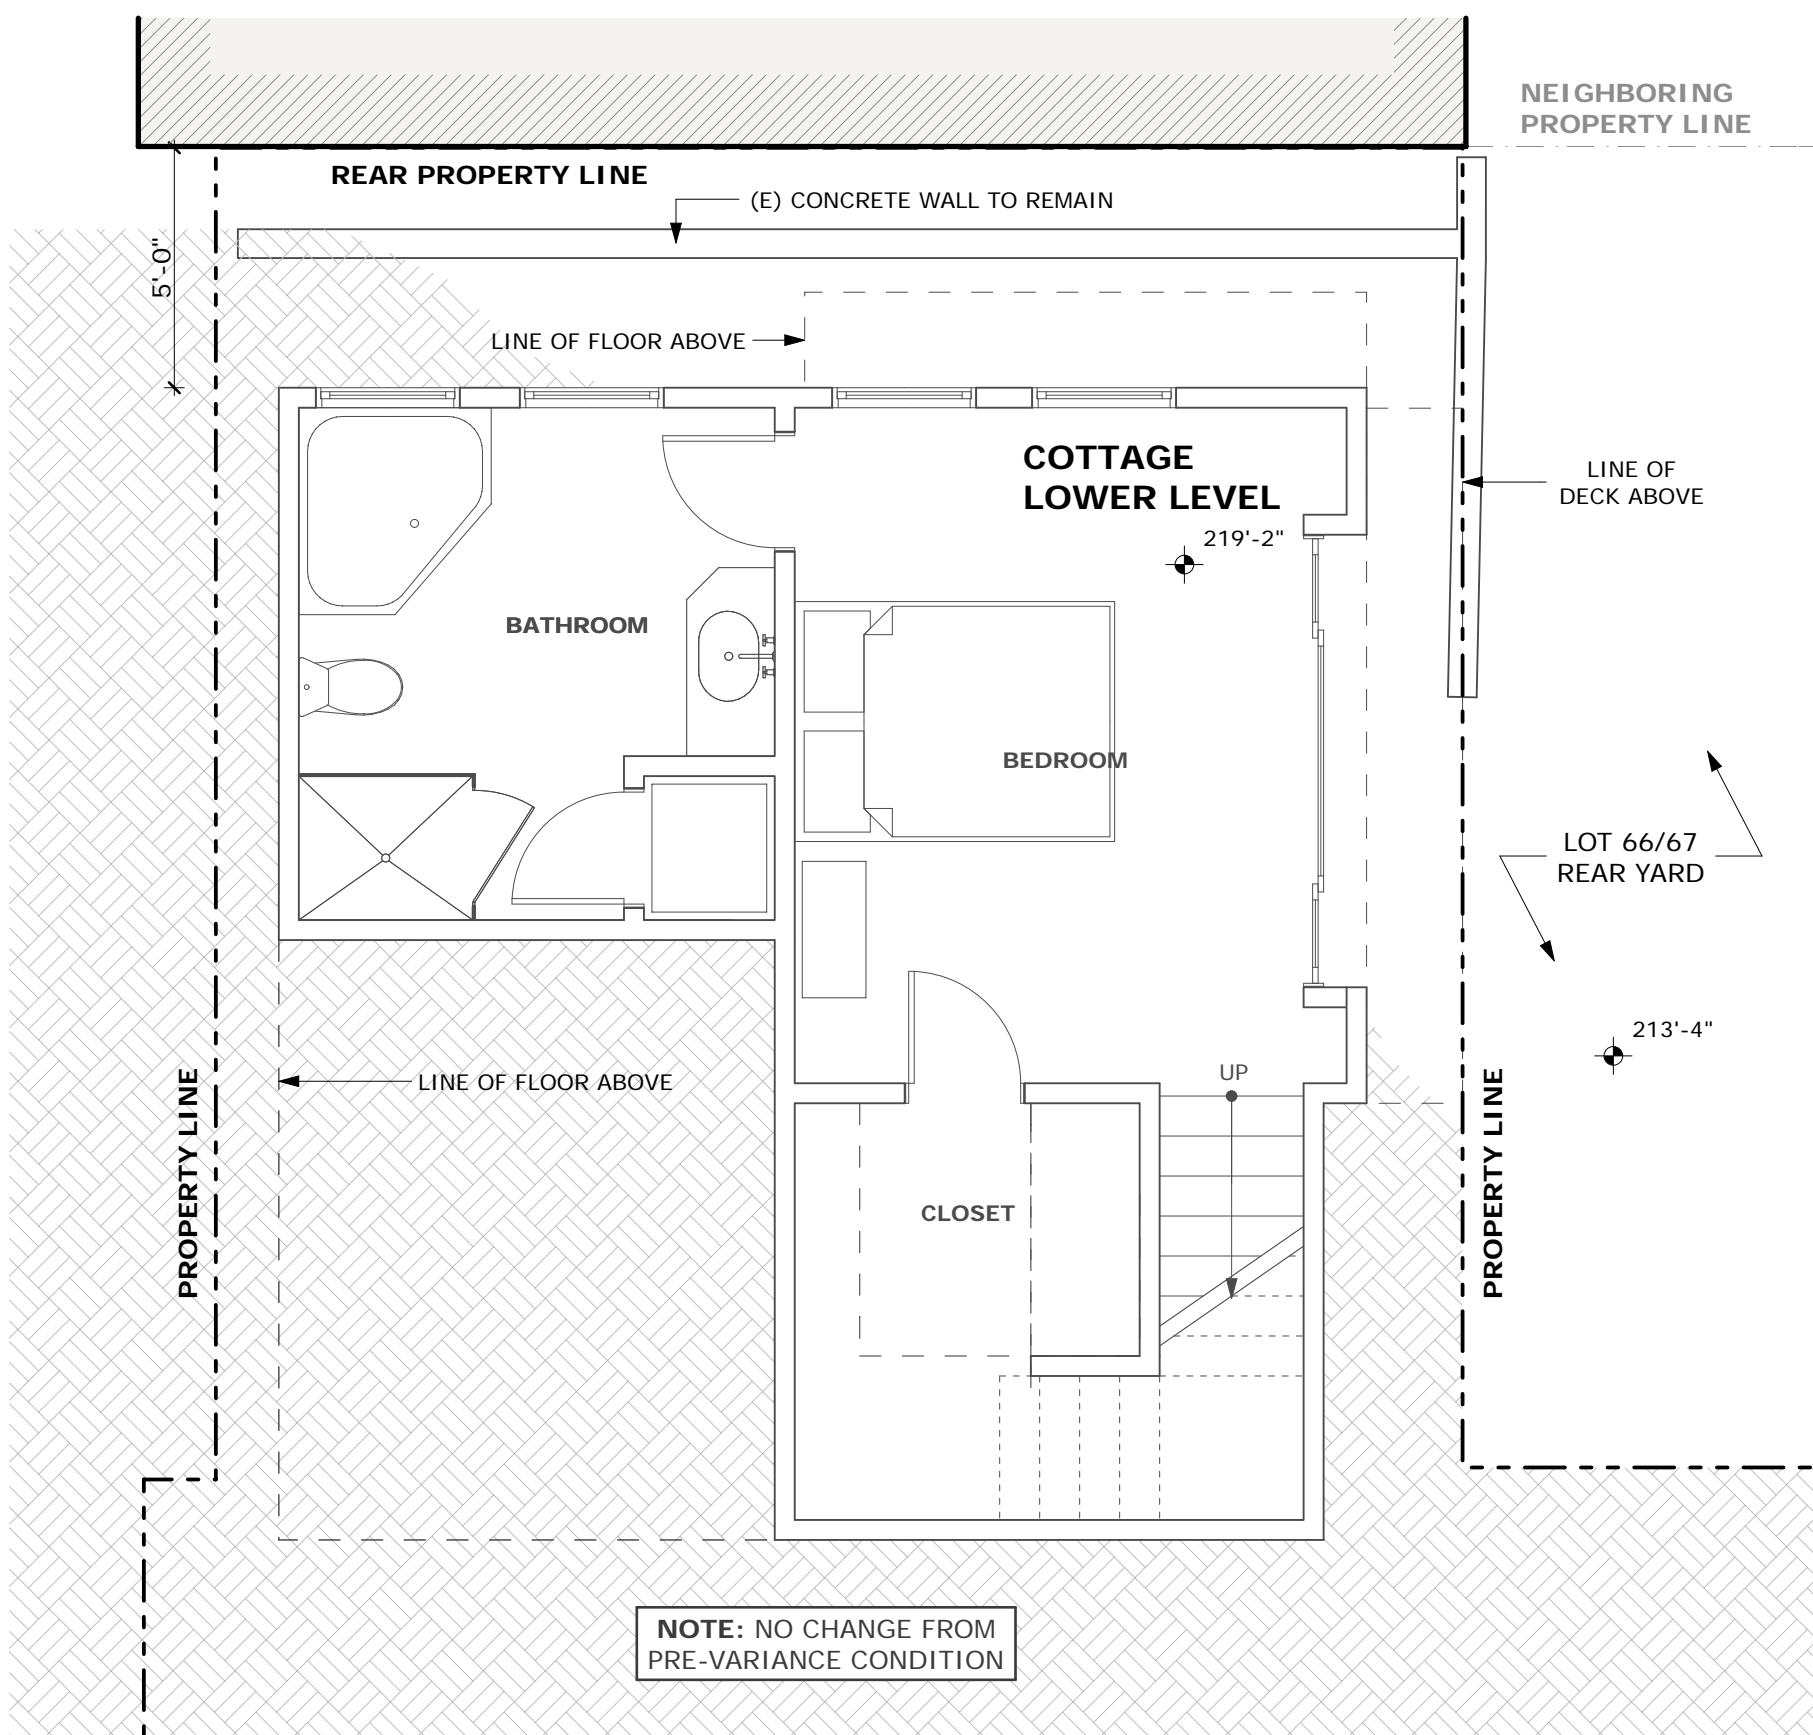 NEIGHBORING
PROPERTY LINE
REAR PROPERTY LINE
(E) CONCRETE WALL TO REMAIN
5'-0"
LINE OF FLOOR ABOVE
COTTAGE
LOWER LEVEL
LINE OF
DECK ABOVE
219'-2"
BATHROOM
BEDROOM
LOT 66/67
REAR YARD
213'-4"
UP
LINE OF FLOOR ABOVE
PROPERTY LINE
PROPERTY LINE
CLOSET
NOTE: NO CHANGE FROM
PRE-VARIANCE CONDITION